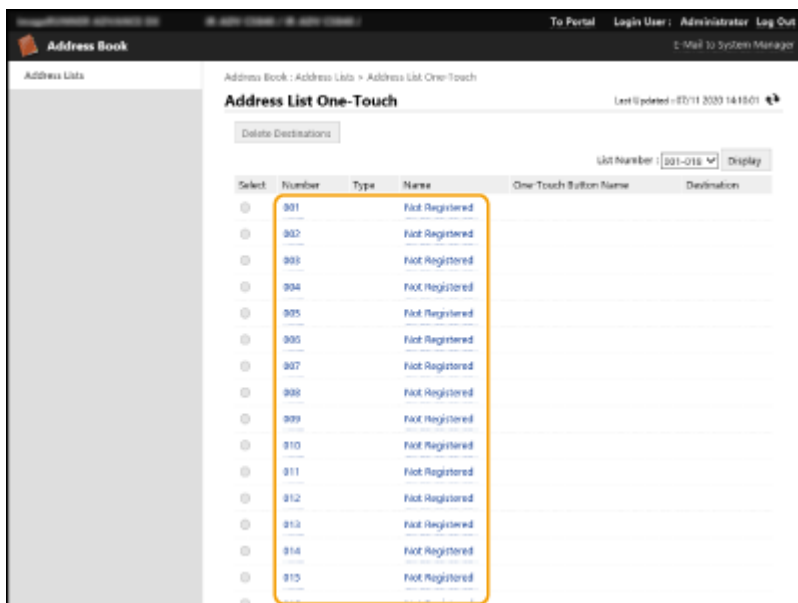 To Portal Login User: Administrator Log Out
Address Book
E-Mail to System Manager
Address Lists
Address Book : Address Lists > Address List One-Touch
Address List One-Touch
Last Updated : 07/11 2020 14:10:01
Delete Destinations
List Number : 001-018 Display
Select Number Type Name One-Touch Button Name Destination
001 Not Registered
002 Not Registered
003 Not Registered
004 Not Registered
005 Not Registered
006 Not Registered
007 Not Registered
008 Not Registered
009 Not Registered
010 Not Registered
011 Not Registered
012 Not Registered
013 Not Registered
014 Not Registered
015 Not Registered